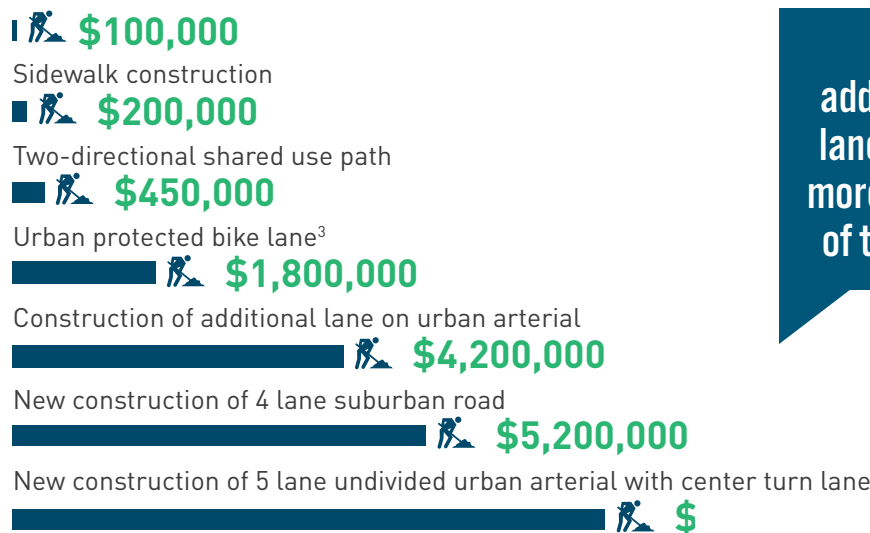 $100,000
Sidewalk construction
$200,000
Two-directional shared use path
$450,000
Urban protected bike lane³
$1,800,000
Construction of additional lane on urban arterial
$4,200,000
New construction of 4 lane suburban road
$5,200,000
New construction of 5 lane undivided urban arterial with center turn lane
$
of t